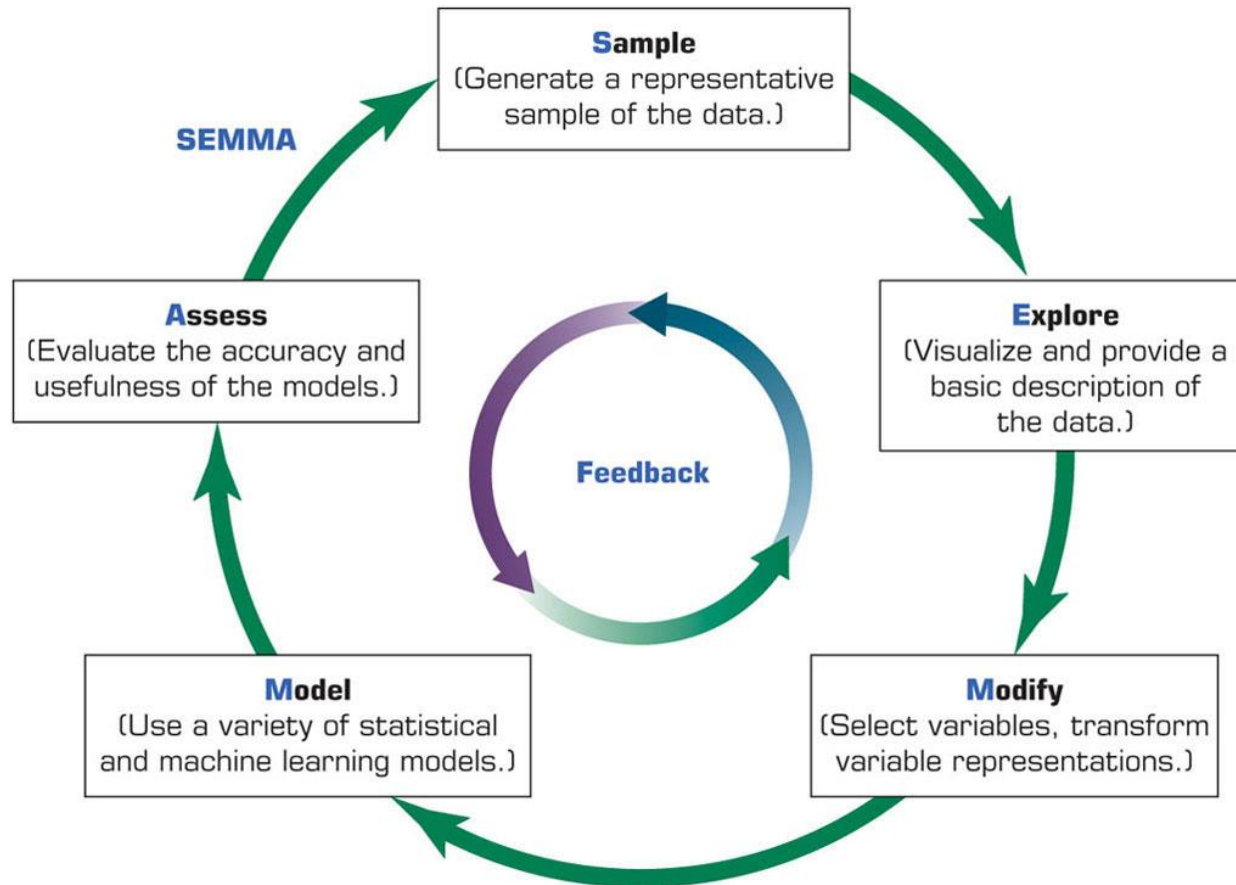 Sample
(Generate a representative
sample of the data.)
SEMMA
Explore
(Visualize and provide a
basic description of
the data.)
Assess
(Evaluate the accuracy and
usefulness of the models.)
Feedback
Modify
(Select variables, transform
variable representations.)
Model
(Use a variety of statistical
and machine learning models.)